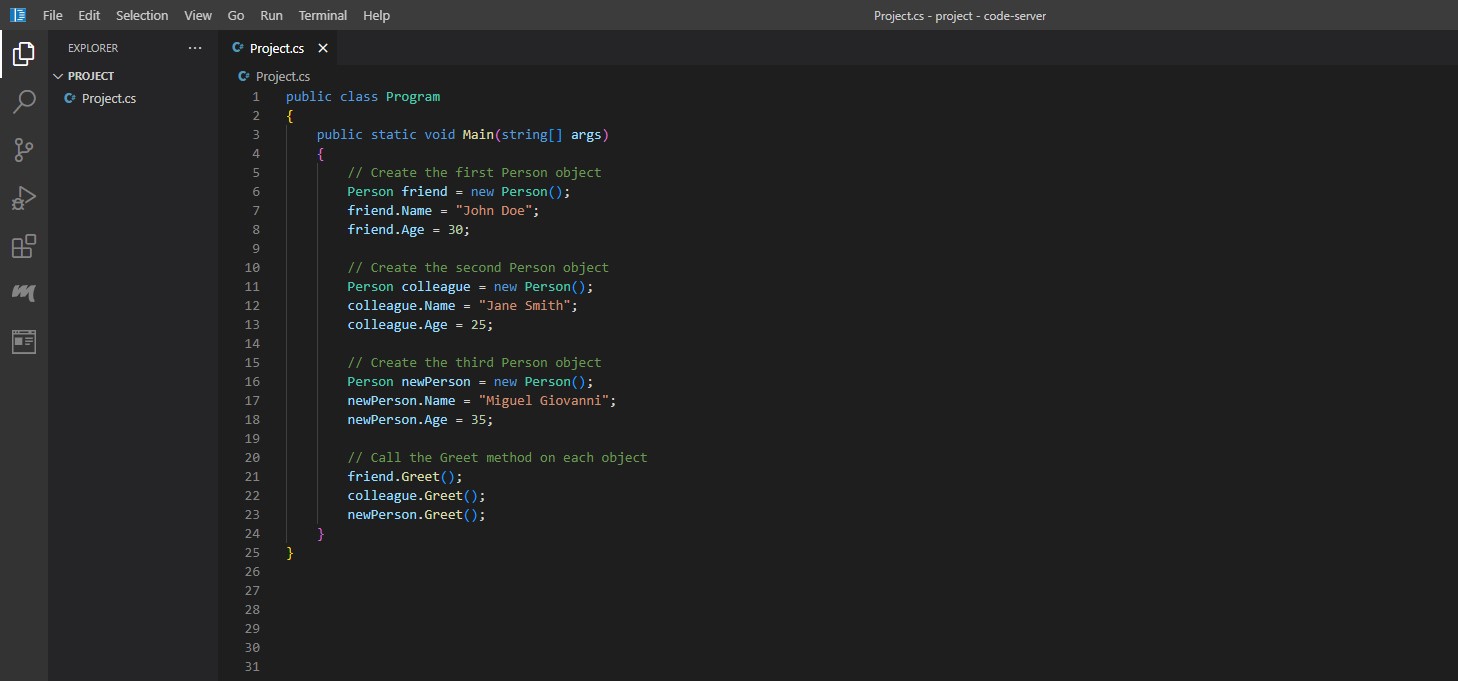 File Edit Selection View Go Run Terminal Help Project.cs - project - code-server
EXPLORER ···
PROJECT
C# Project.cs
C# Project.cs ×
C# Project.cs
1 public class Program
2 {
3     public static void Main(string[] args)
4     {
5         // Create the first Person object
6         Person friend = new Person();
7         friend.Name = "John Doe";
8         friend.Age = 30;
9
10         // Create the second Person object
11         Person colleague = new Person();
12         colleague.Name = "Jane Smith";
13         colleague.Age = 25;
14
15         // Create the third Person object
16         Person newPerson = new Person();
17         newPerson.Name = "Miguel Giovanni";
18         newPerson.Age = 35;
19
20         // Call the Greet method on each object
21         friend.Greet();
22         colleague.Greet();
23         newPerson.Greet();
24     }
25 }
26
27
28
29
30
31